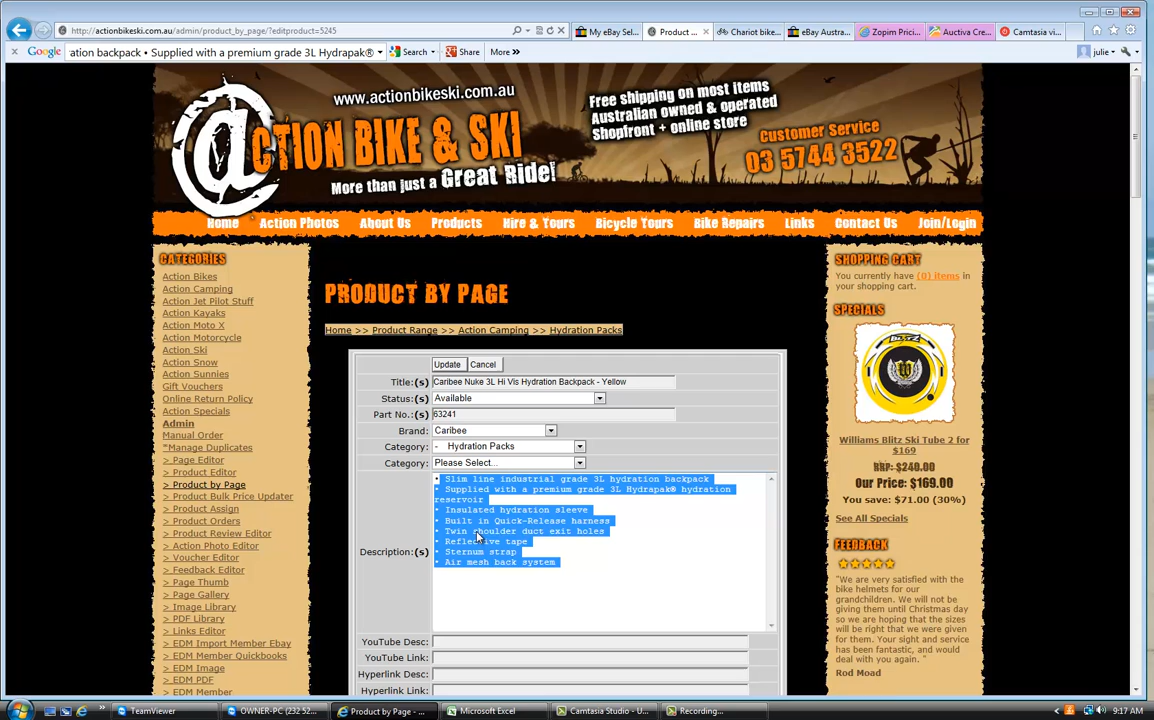 http://actionbikeski.com.au/admin/product_by_page/?editproduct=5245
My eBay Sel...
Product ...
Chariot bike...
eBay Austra...
Zopim Prici...
Auctiva Cre...
Camtasia vi...
Google
ation backpack • Supplied with a premium grade 3L Hydrapak®
Search
Share
More »
julie
www.actionbikeski.com.au
@CTION BIKE & SKI
More than just a Great Ride!
Free shipping on most items
Australian owned & operated
Shopfront + online store
Customer Service
03 5744 3522
Home
Action Photos
About Us
Products
Hire & Tours
Bicycle Tours
Bike Repairs
Links
Contact Us
Join/Login
CATEGORIES
Action Bikes
Action Camping
Action Jet Pilot Stuff
Action Kayaks
Action Moto X
Action Motorcycle
Action Ski
Action Snow
Action Sunnies
Gift Vouchers
Online Return Policy
Action Specials
Admin
Manual Order
*Manage Duplicates
> Page Editor
> Product Editor
> Product by Page
> Product Bulk Price Updater
> Product Assign
> Product Orders
> Product Review Editor
> Action Photo Editor
> Voucher Editor
> Feedback Editor
> Page Thumb
> Page Gallery
> Image Library
> PDF Library
> Links Editor
> EDM Import Member Ebay
> EDM Member Quickbooks
> EDM Image
> EDM PDF
> EDM Member
PRODUCT BY PAGE
Home >> Product Range >> Action Camping >> Hydration Packs
Update
Cancel
Title:(s) Caribee Nuke 3L Hi Vis Hydration Backpack - Yellow
Status:(s) Available
Part No.:(s) 63241
Brand: Caribee
Category: - Hydration Packs
Category: Please Select...
Description:(s)
• Slim line industrial grade 3L hydration backpack
• Supplied with a premium grade 3L Hydrapak® hydration
reservoir
• Insulated hydration sleeve
• Built in Quick-Release harness
• Twin shoulder duct exit holes
• Reflective tape
• Sternum strap
• Air mesh back system
YouTube Desc:
YouTube Link:
Hyperlink Desc:
Hyperlink Link:
SHOPPING CART
You currently have (0) items in
your shopping cart.
SPECIALS
BLITZ
Williams Blitz Ski Tube 2 for
$169
RRP: $240.00
Our Price: $169.00
You save: $71.00 (30%)
See All Specials
FEEDBACK
"We are very satisfied with the
bike helmets for our
grandchildren. We will not be
giving them until Christmas day
so we are hoping that the sizes
will be right that we were given
for them. Your sight and service
has been fantastic, and would
deal with you again. "
Rod Moad
TeamViewer
OWNER-PC (232 52...
Product by Page - ...
Microsoft Excel
Camtasia Studio - U...
Recording...
9:17 AM